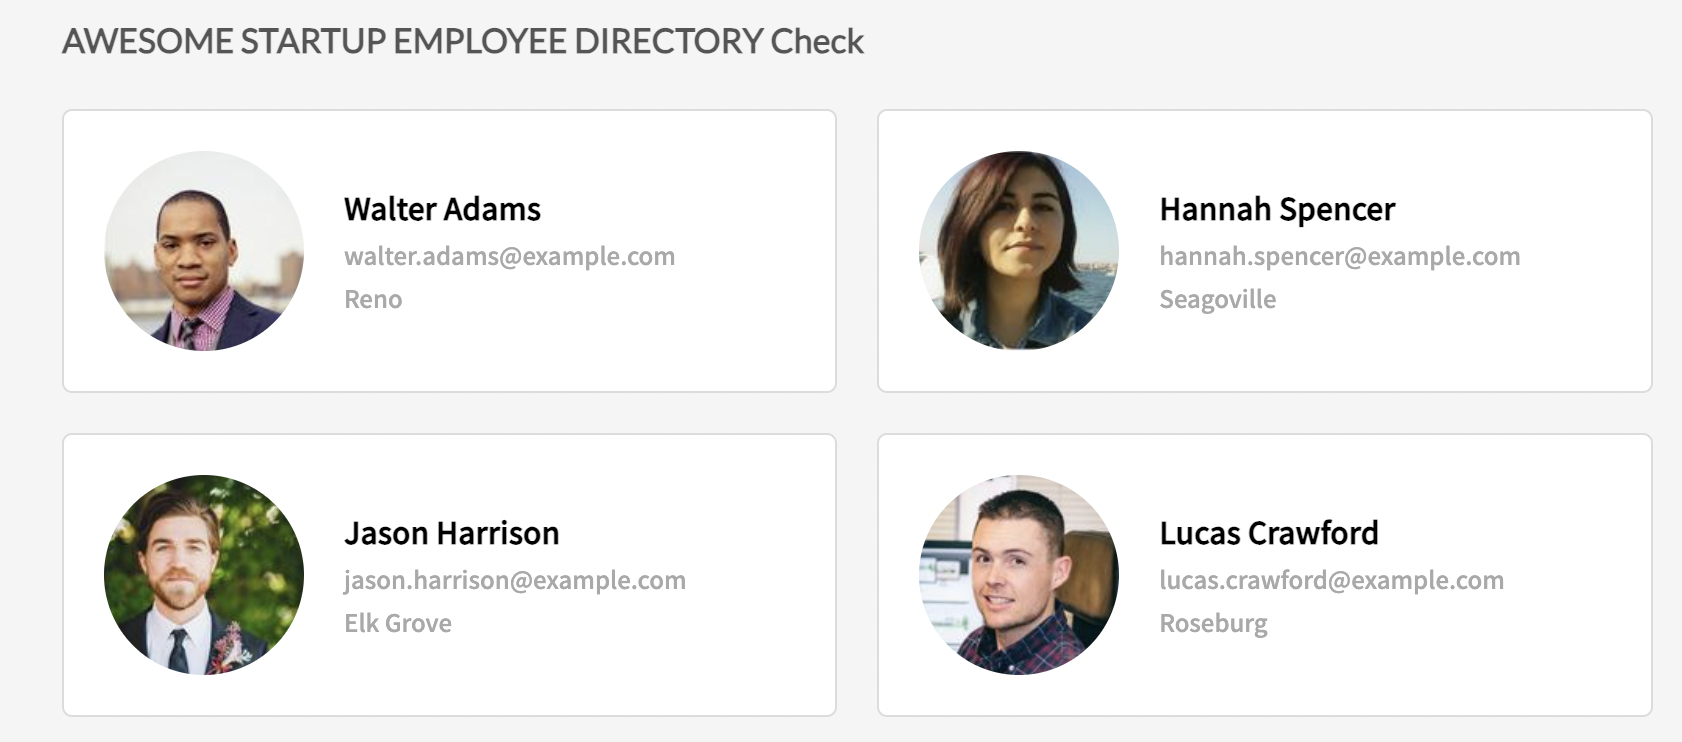 AWESOME STARTUP EMPLOYEE DIRECTORY Check
Walter Adams
walter.adams@example.com
Reno
Hannah Spencer
hannah.spencer@example.com
Seagoville
Jason Harrison
jason.harrison@example.com
Elk Grove
Lucas Crawford
lucas.crawford@example.com
Roseburg